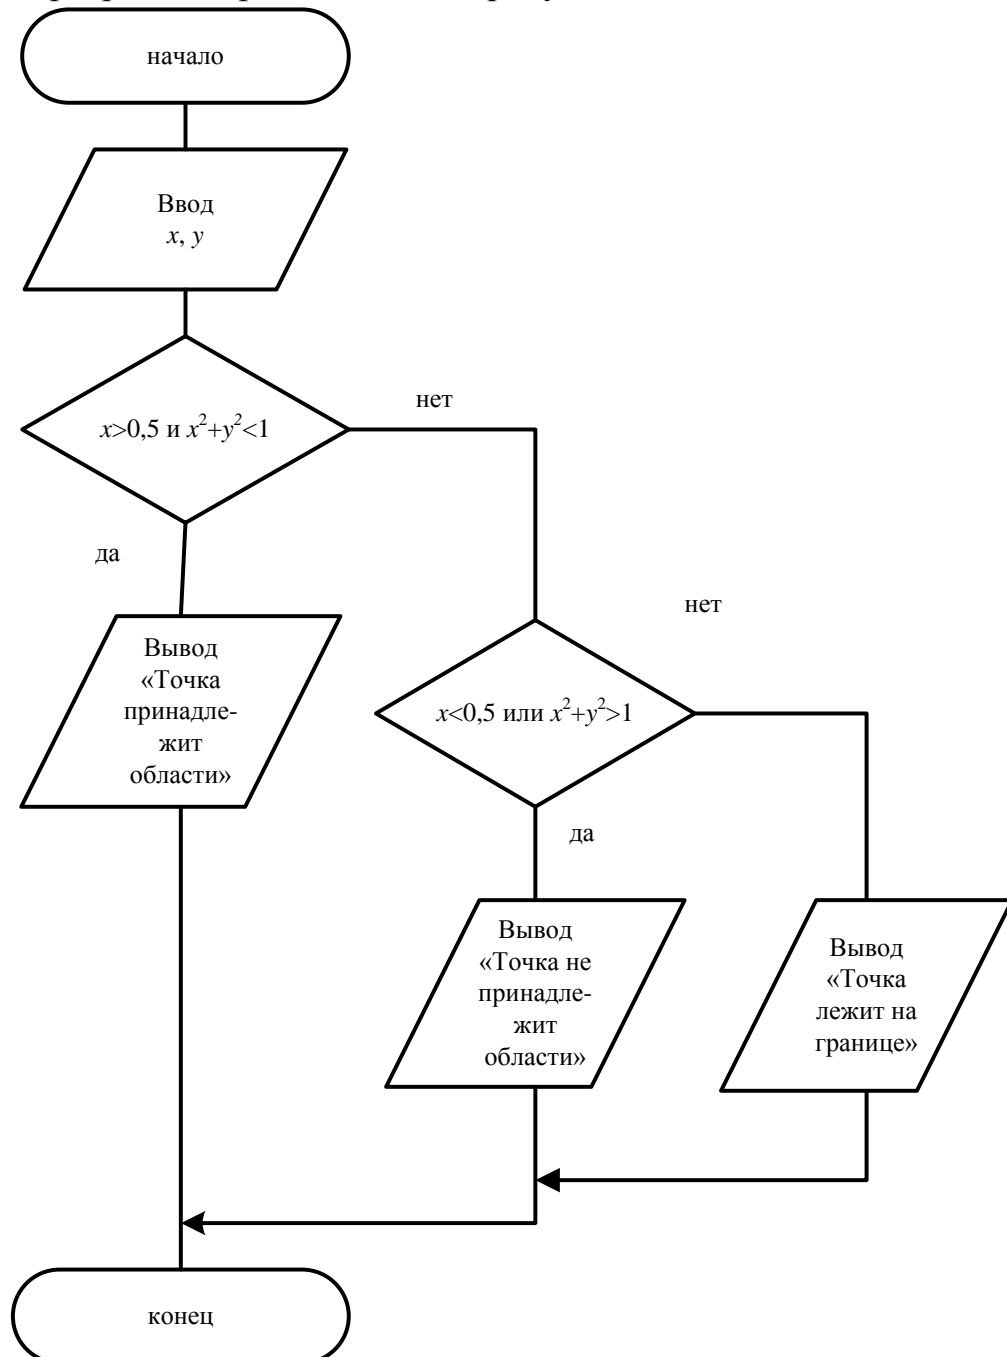 начало
Ввод
x, y
x>0,5 и x²+y²<1
нет
да
Вывод
«Точка
принадле-
жит
области»
нет
x<0,5 или x²+y²>1
да
Вывод
«Точка не
принадле-
жит
области»
Вывод
«Точка
лежит на
границе»
конец